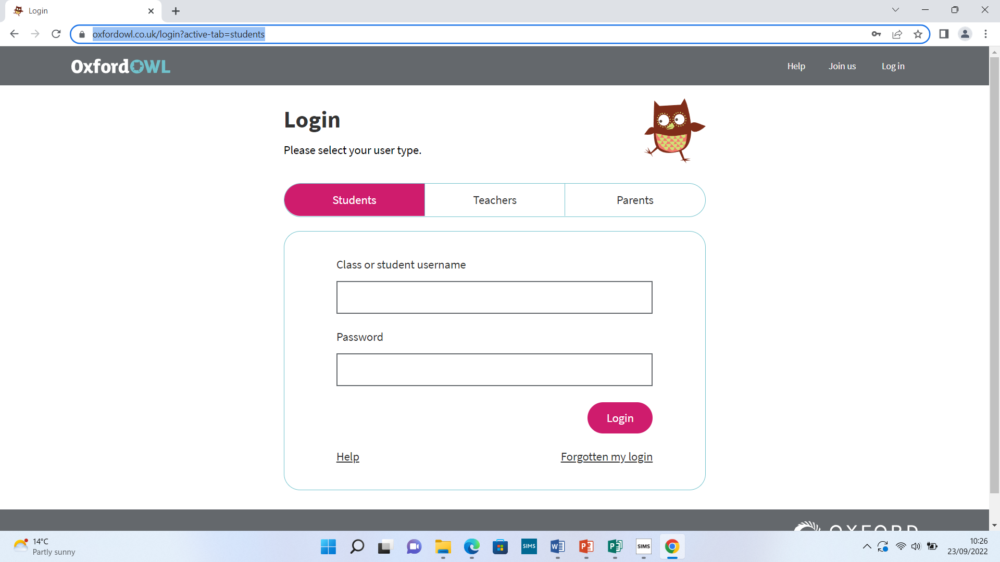 Login
oxfordowl.co.uk/login?active-tab=students
OxfordOWL
Help Join us Log in
Login
Please select your user type.
Students Teachers Parents
Class or student username
Password
Login
Help Forgotten my login
OXFORD
14°C
Partly sunny
SIMS
SIMS
10:26
23/09/2022